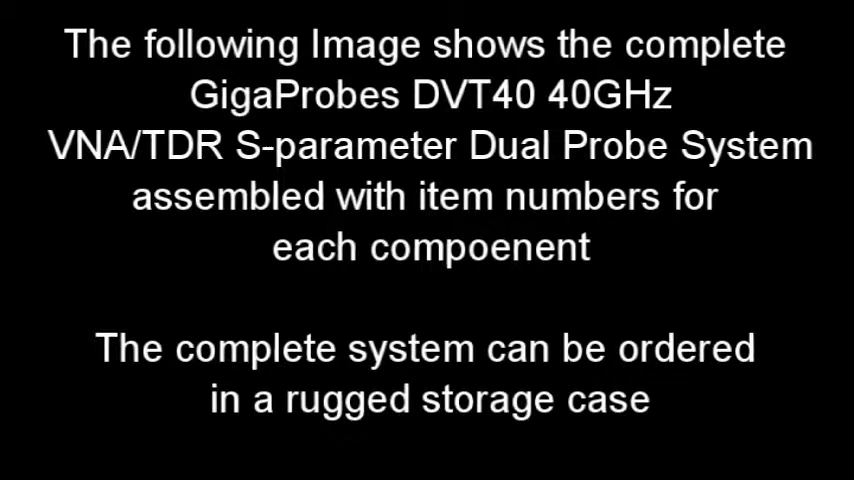 The following Image shows the complete
GigaProbes DVT40 40GHz
VNA/TDR S-parameter Dual Probe System
assembled with item numbers for
each compoenent
The complete system can be ordered
in a rugged storage case